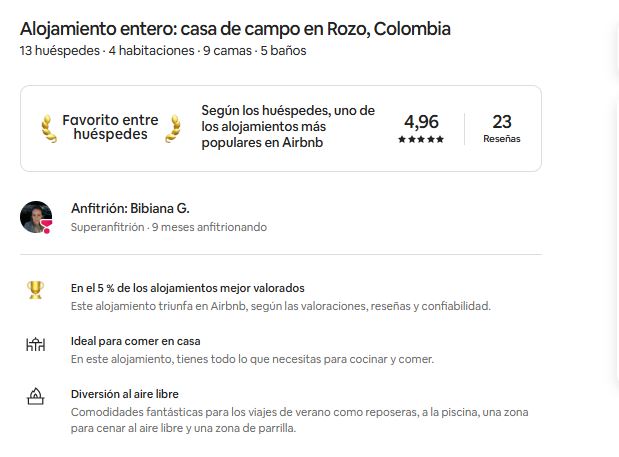 Alojamiento entero: casa de campo en Rozo, Colombia
13 huéspedes · 4 habitaciones · 9 camas · 5 baños
Favorito entre
huéspedes
Según los huéspedes, uno de
los alojamientos más
populares en Airbnb
4,96
23
Reseñas
Anfitrión: Bibiana G.
Superanfitrión · 9 meses anfitrionando
En el 5 % de los alojamientos mejor valorados
Este alojamiento triunfa en Airbnb, según las valoraciones, reseñas y confiabilidad.
Ideal para comer en casa
En este alojamiento, tienes todo lo que necesitas para cocinar y comer.
Diversión al aire libre
Comodidades fantásticas para los viajes de verano como reposeras, a la piscina, una zona
para cenar al aire libre y una zona de parrilla.